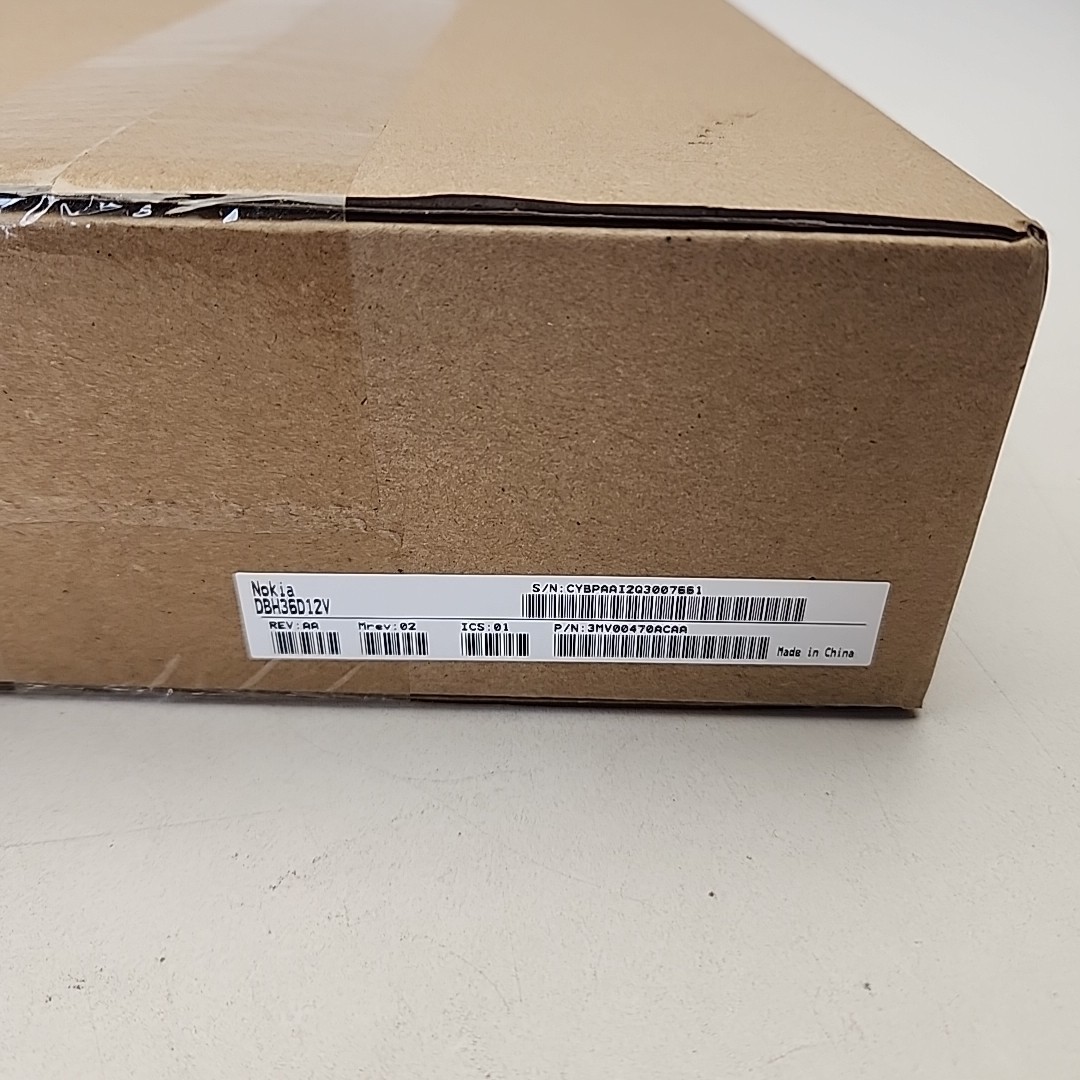 Nokia
DBH36D12V
S/N:CYBPAAI2Q3007661
REV:AA Mrev:02 ICS:01 P/N:3MV00470ACAA
Made in China